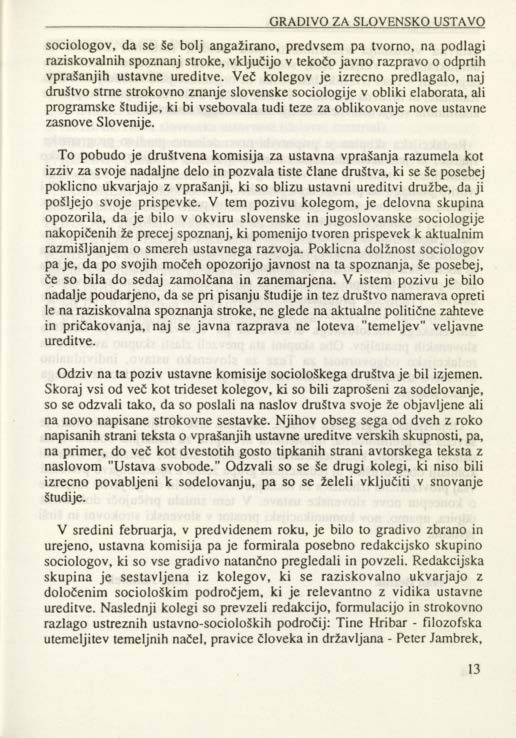 GRADIVO ZA SLOVENSKO USTAVO
sociologov, da se še bolj angažirano, predvsem pa tvorno, na podlagi
raziskovalnih spoznanj stroke, vključijo v tekočo javno razpravo o odprtih
vprašanjih ustavne ureditve. Več kolegov je izrecno predlagalo, naj
društvo strne strokovno znanje slovenske sociologije v obliki elaborata, ali
programske študije, ki bi vsebovala tudi teze za oblikovanje nove ustavne
zasnove Slovenije.
To pobudo je društvena komisija za ustavna vprašanja razumela kot
izziv za svoje nadaljne delo in pozvala tiste člane društva, ki se še posebej
poklicno ukvarjajo z vprašanji, ki so blizu ustavni ureditvi družbe, da ji
pošljejo svoje prispevke. V tem pozivu kolegom, je delovna skupina
opozorila, da je bilo v okviru slovenske in jugoslovanske sociologije
nakopičenih že precej spoznanj, ki pomenijo tvoren prispevek k aktualnim
razmišljanjem o smereh ustavnega razvoja. Poklicna dolžnost sociologov
pa je, da po svojih močeh opozorijo javnost na ta spoznanja, še posebej,
če so bila do sedaj zamolčana in zanemarjena. V istem pozivu je bilo
nadalje poudarjeno, da se pri pisanju študije in tez društvo namerava opreti
le na raziskovalna spoznanja stroke, ne glede na aktualne politične zahteve
in pričakovanja, naj se javna razprava ne loteva "temeljev" veljavne
ureditve.
Odziv na ta poziv ustavne komisije sociološkega društva je bil izjemen.
Skoraj vsi od več kot trideset kolegov, ki so bili zaprošeni za sodelovanje,
so se odzvali tako, da so poslali na naslov društva svoje že objavljene ali
na novo napisane strokovne sestavke. Njihov obseg sega od dveh z roko
napisanih strani teksta o vprašanjih ustavne ureditve verskih skupnosti, pa,
na primer, do več kot dvestotih gosto tipkanih strani avtorskega teksta z
naslovom "Ustava svobode." Odzvali so se še drugi kolegi, ki niso bili
izrecno povabljeni k sodelovanju, pa so se želeli vključiti v snovanje
študije.
V sredini februarja, v predvidenem roku, je bilo to gradivo zbrano in
urejeno, ustavna komisija pa je formirala posebno redakcijsko skupino
sociologov, ki so vse gradivo natančno pregledali in povzeli. Redakcijska
skupina je sestavljena iz kolegov, ki se raziskovalno ukvarjajo z
določenim sociološkim področjem, ki je relevantno z vidika ustavne
ureditve. Naslednji kolegi so prevzeli redakcijo, formulacijo in strokovno
razlago ustreznih ustavno-socioloških področij: Tine Hribar - filozofska
utemeljitev temeljnih načel, pravice človeka in državljana - Peter Jambrek,
13